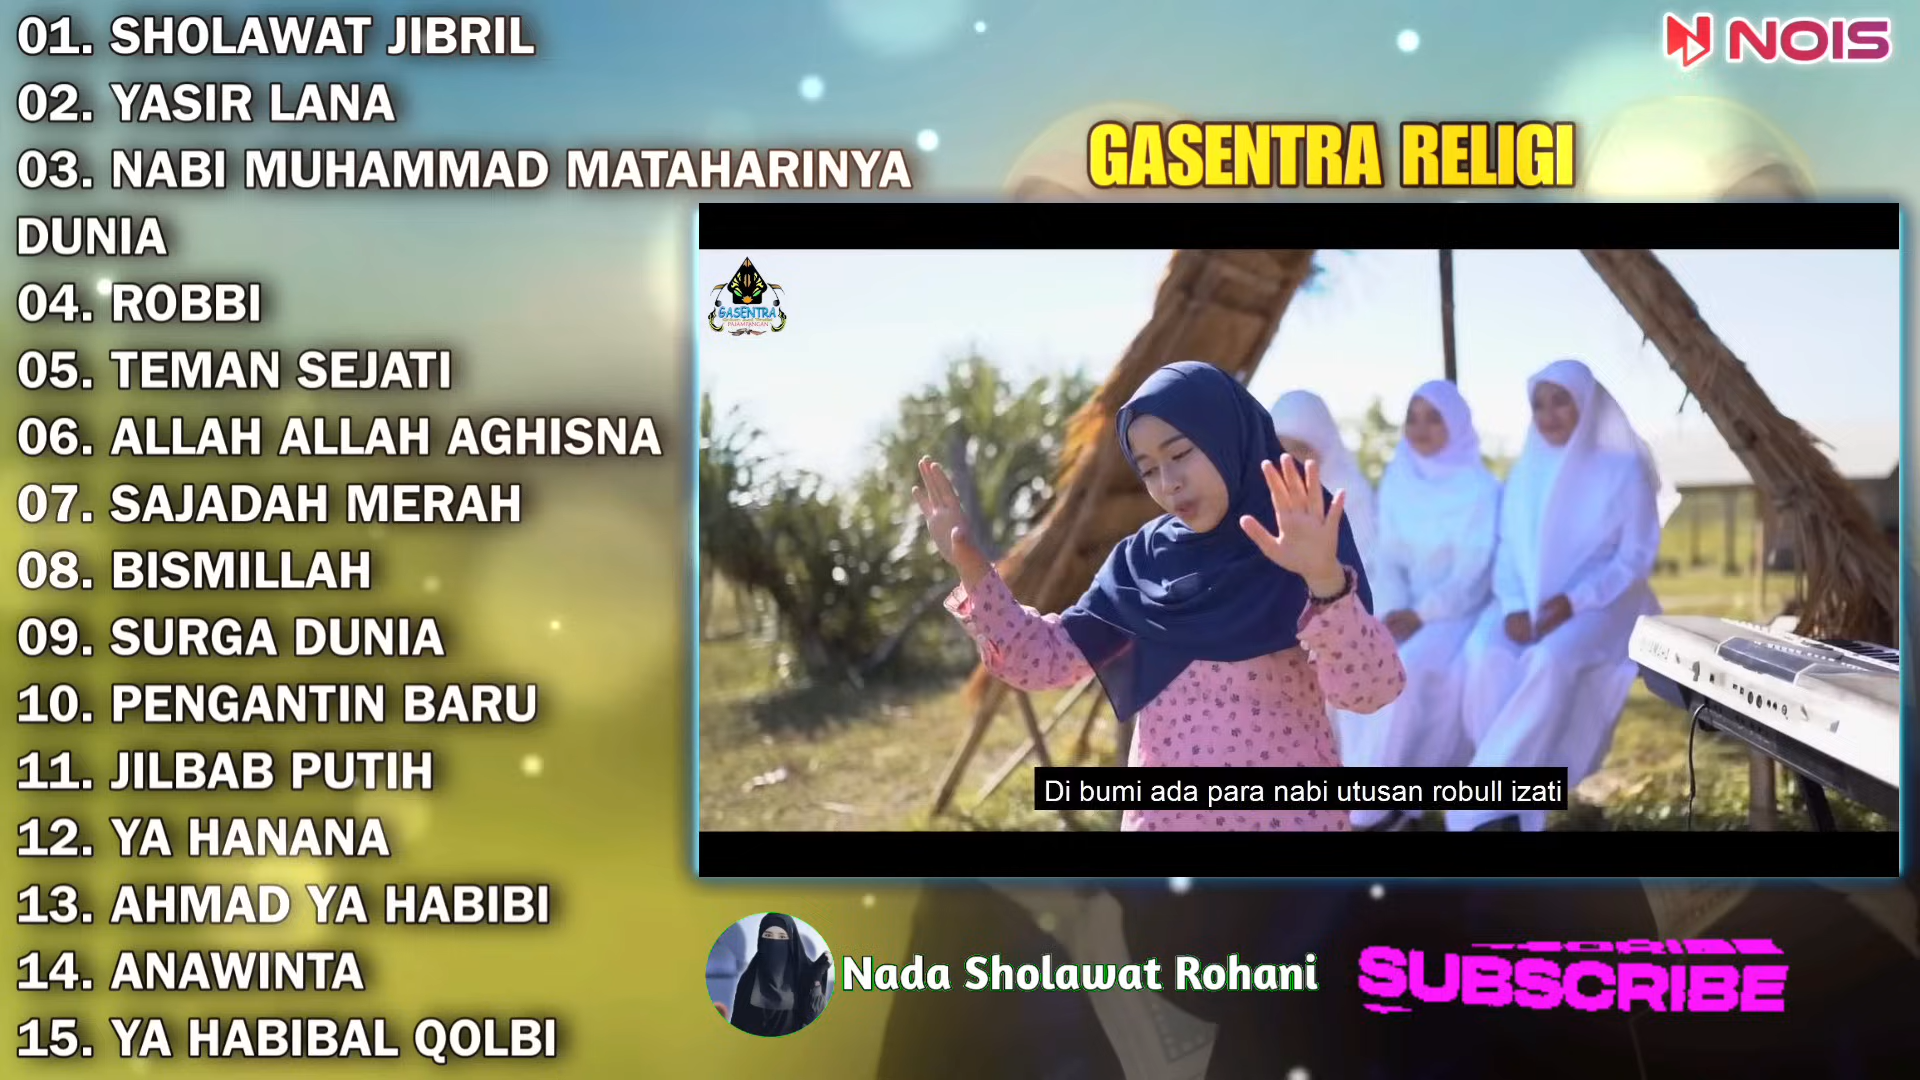 01. SHOLAWAT JIBRIL
02. YASIR LANA
03. NABI MUHAMMAD MATAHARINYA
DUNIA
04. ROBBI
05. TEMAN SEJATI
06. ALLAH ALLAH AGHISNA
07. SAJADAH MERAH
08. BISMILLAH
09. SURGA DUNIA
10. PENGANTIN BARU
11. JILBAB PUTIH
12. YA HANANA
13. AHMAD YA HABIBI
14. ANAWINTA
15. YA HABIBAL QOLBI
NOIS
GASENTRA RELIGI
GASENTRA
PAJAMPANGAN
YAMAHA
Di bumi ada para nabi utusan robull izati
Nada Sholawat Rohani
SUBSCRIBE